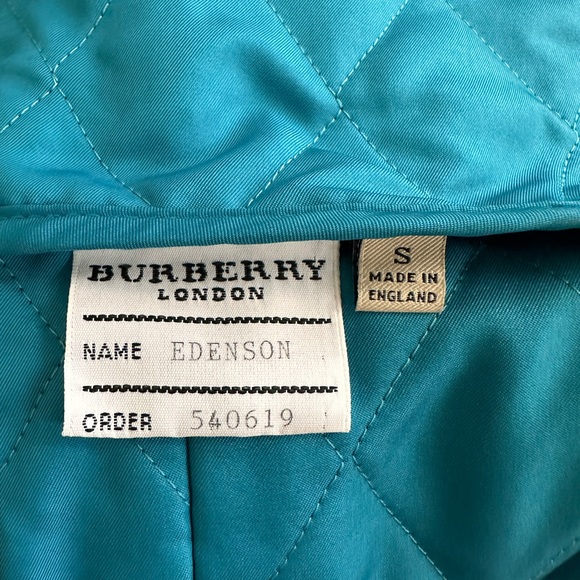 BURBERRY
LONDON
NAME EDENSON
ORDER 540619
S
MADE IN
ENGLAND